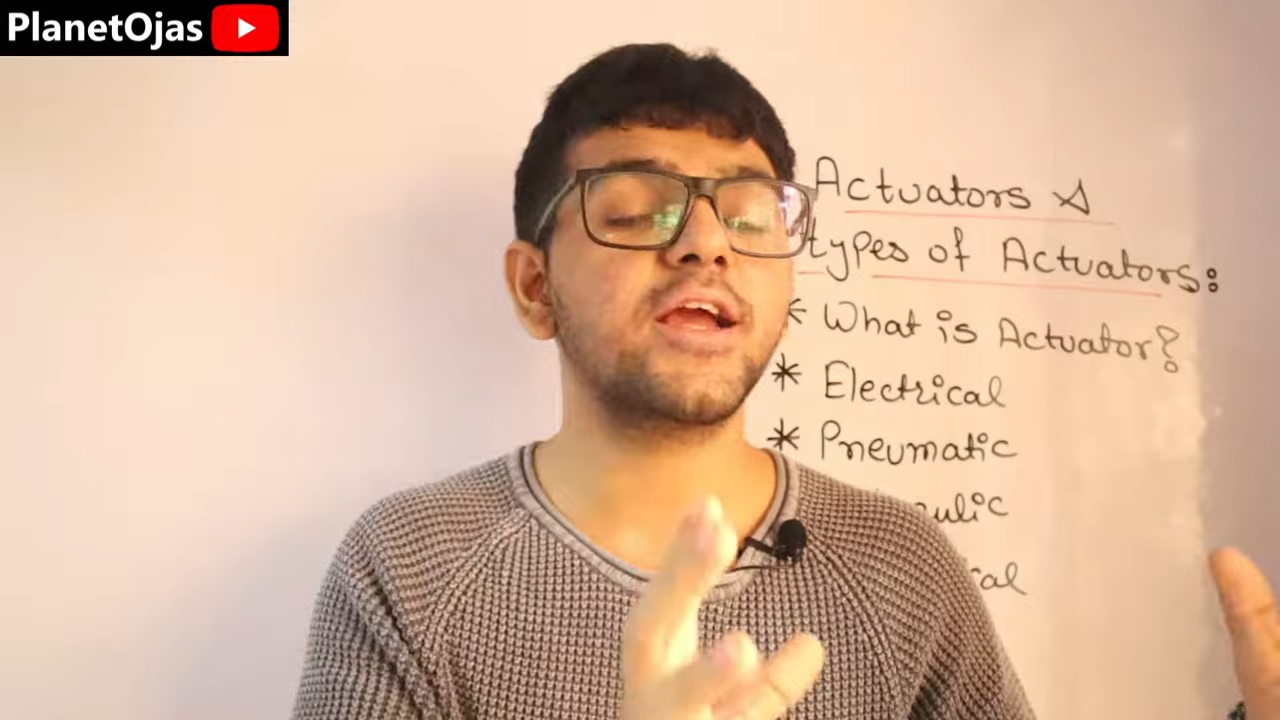 PlanetOjas
Actuators &
types of Actuators:
* What is Actuator?
* Electrical
* Pneumatic